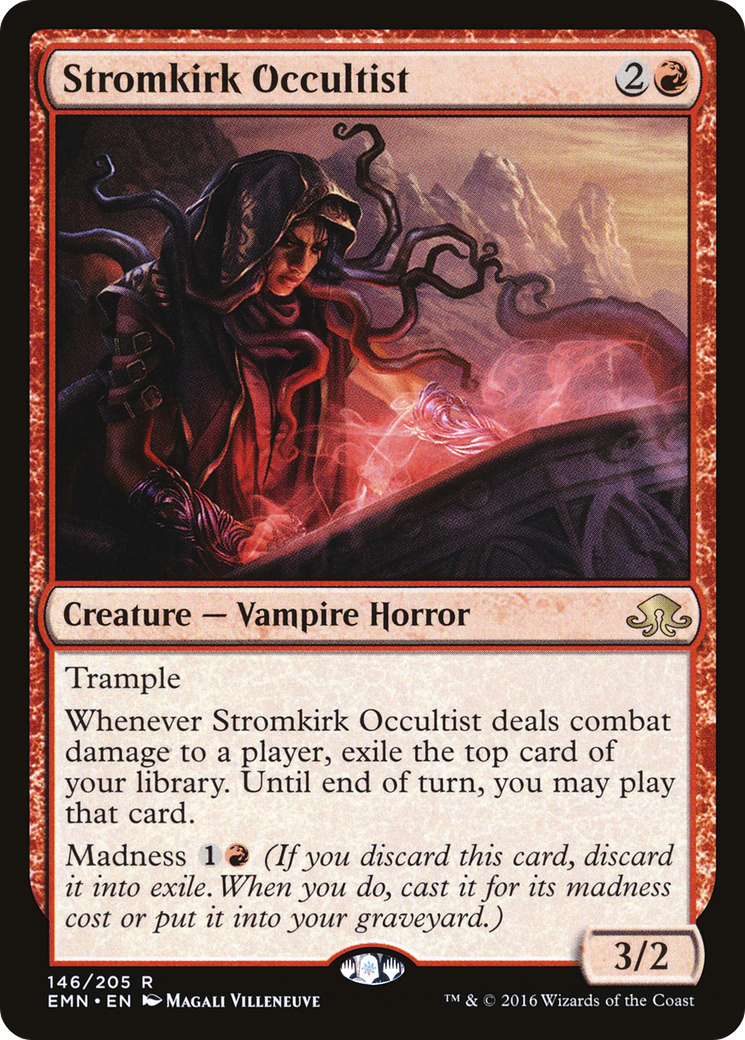 Stromkirk Occultist 2
Creature — Vampire Horror
Trample
Whenever Stromkirk Occultist deals combat
damage to a player, exile the top card of
your library. Until end of turn, you may play
that card.
Madness 1 (If you discard this card, discard
it into exile. When you do, cast it for its madness
cost or put it into your graveyard.)
3/2
146/205 R
EMN • EN Magali Villeneuve
™ & © 2016 Wizards of the Coast